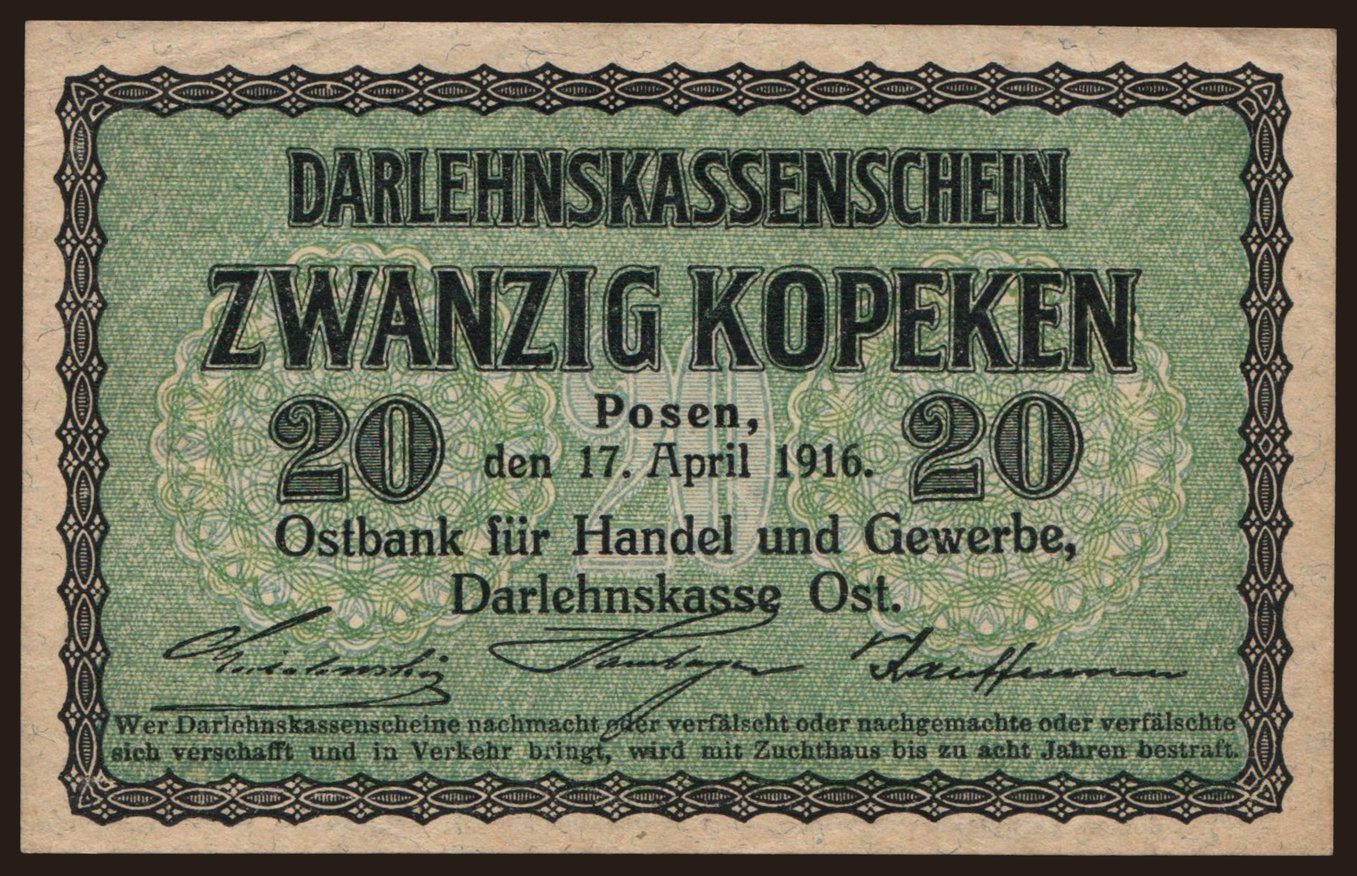 DARLEHNSKASSENSCHEIN
ZWANZIG KOPEKEN
20 Posen, 20
den 17. April 1916.
20
Ostbank für Handel und Gewerbe,
Darlehnskasse Ost.
Kauffmann
Wer Darlehnskassenscheine nachmacht oder verfälscht oder nachgemachte oder verfälschte
sich verschafft und in Verkehr bringt, wird mit Zuchthaus bis zu acht Jahren bestraft.